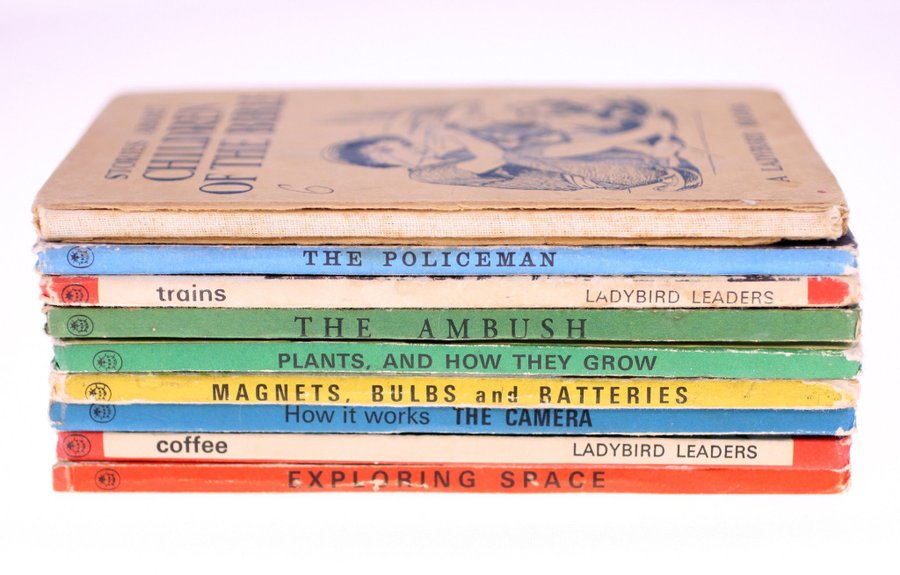 STORIES ABOUT
CHILDREN
OF THE BIBLE
6
A LADYBIRD BOOK
THE POLICEMAN
trains LADYBIRD LEADERS
THE AMBUSH
PLANTS, AND HOW THEY GROW
MAGNETS, BULBS and BATTERIES
How it works THE CAMERA
coffee LADYBIRD LEADERS
EXPLORING SPACE